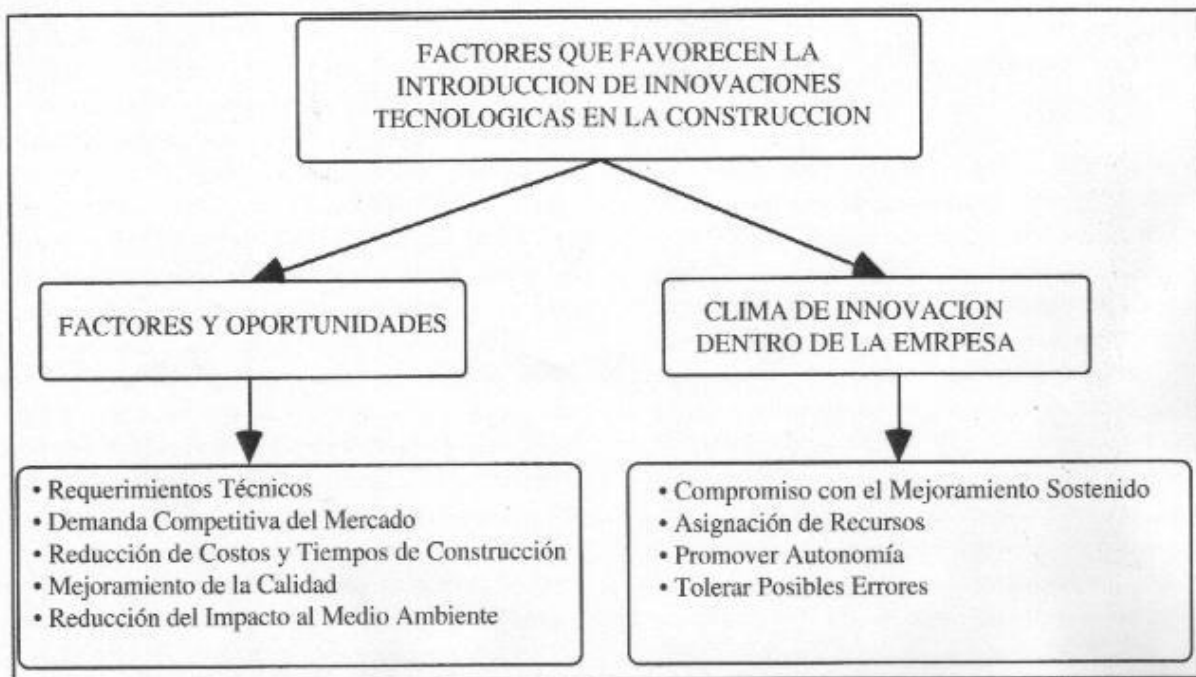 FACTORES QUE FAVORECEN LA
INTRODUCCION DE INNOVACIONES
TECNOLOGICAS EN LA CONSTRUCCION
FACTORES Y OPORTUNIDADES
CLIMA DE INNOVACION
DENTRO DE LA EMRPESA
• Requerimientos Técnicos
• Demanda Competitiva del Mercado
• Reducción de Costos y Tiempos de Construcción
• Mejoramiento de la Calidad
• Reducción del Impacto al Medio Ambiente
• Compromiso con el Mejoramiento Sostenido
• Asignación de Recursos
• Promover Autonomía
• Tolerar Posibles Errores